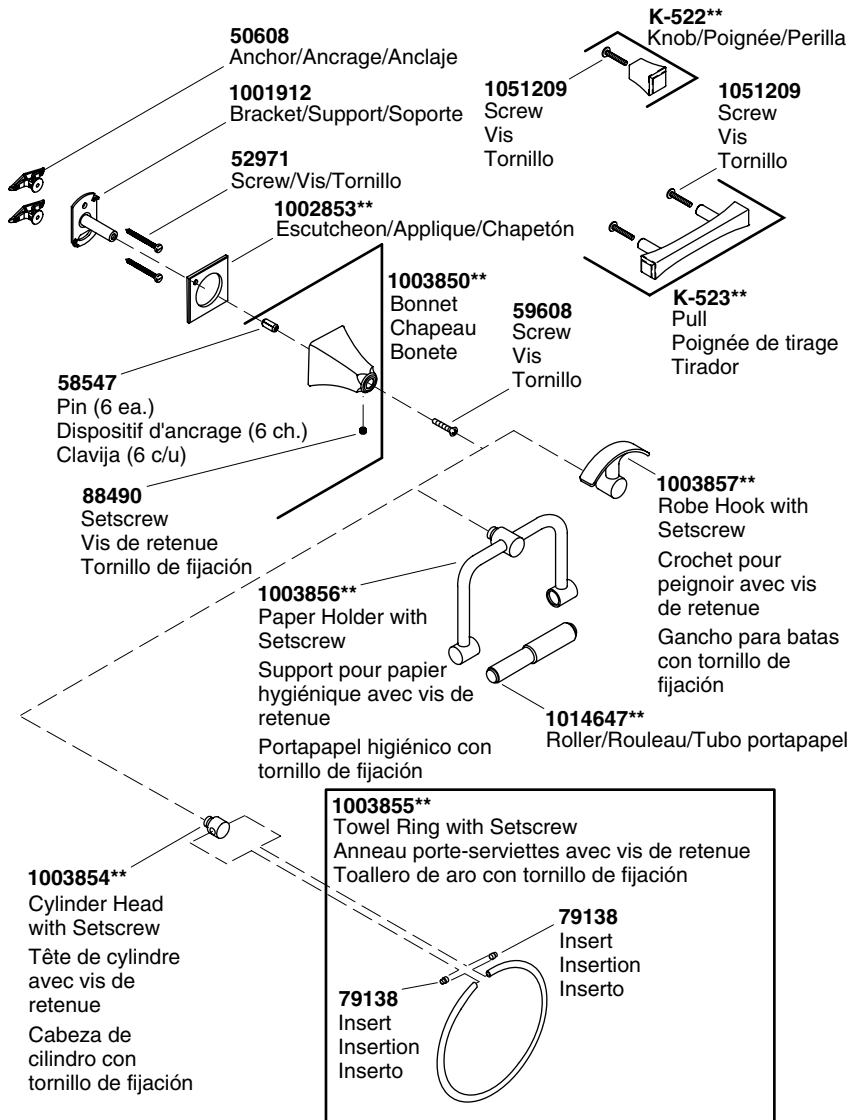 50608
Anchor/Ancrage/Anclaje
1001912
Bracket/Support/Soporte
52971
Screw/Vis/Tornillo
1002853**
Escutcheon/Applique/Chapetón
K-522**
Knob/Poignée/Perilla
1051209
Screw
Vis
Tornillo
1051209
Screw
Vis
Tornillo
K-523**
Pull
Poignée de tirage
Tirador
1003850**
Bonnet
Chapeau
Bonete
59608
Screw
Vis
Tornillo
58547
Pin (6 ea.)
Dispositif d'ancrage (6 ch.)
Clavija (6 c/u)
88490
Setscrew
Vis de retenue
Tornillo de fijación
1003857**
Robe Hook with
Setscrew
Crochet pour
peignoir avec vis
de retenue
Gancho para batas
con tornillo de
fijación
1003856**
Paper Holder with
Setscrew
Support pour papier
hygiénique avec vis de
retenue
Portapapel higiénico con
tornillo de fijación
1014647**
Roller/Rouleau/Tubo portapapel
1003855**
Towel Ring with Setscrew
Anneau porte-serviettes avec vis de retenue
Toallero de aro con tornillo de fijación
1003854**
Cylinder Head
with Setscrew
Tête de cylindre
avec vis de
retenue
Cabeza de
cilindro con
tornillo de fijación
79138
Insert
Insertion
Inserto
79138
Insert
Insertion
Inserto